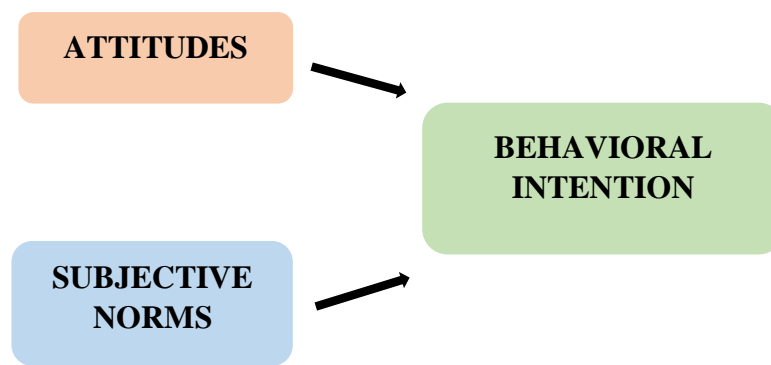 ATTITUDES
BEHAVIORAL
INTENTION
SUBJECTIVE
NORMS